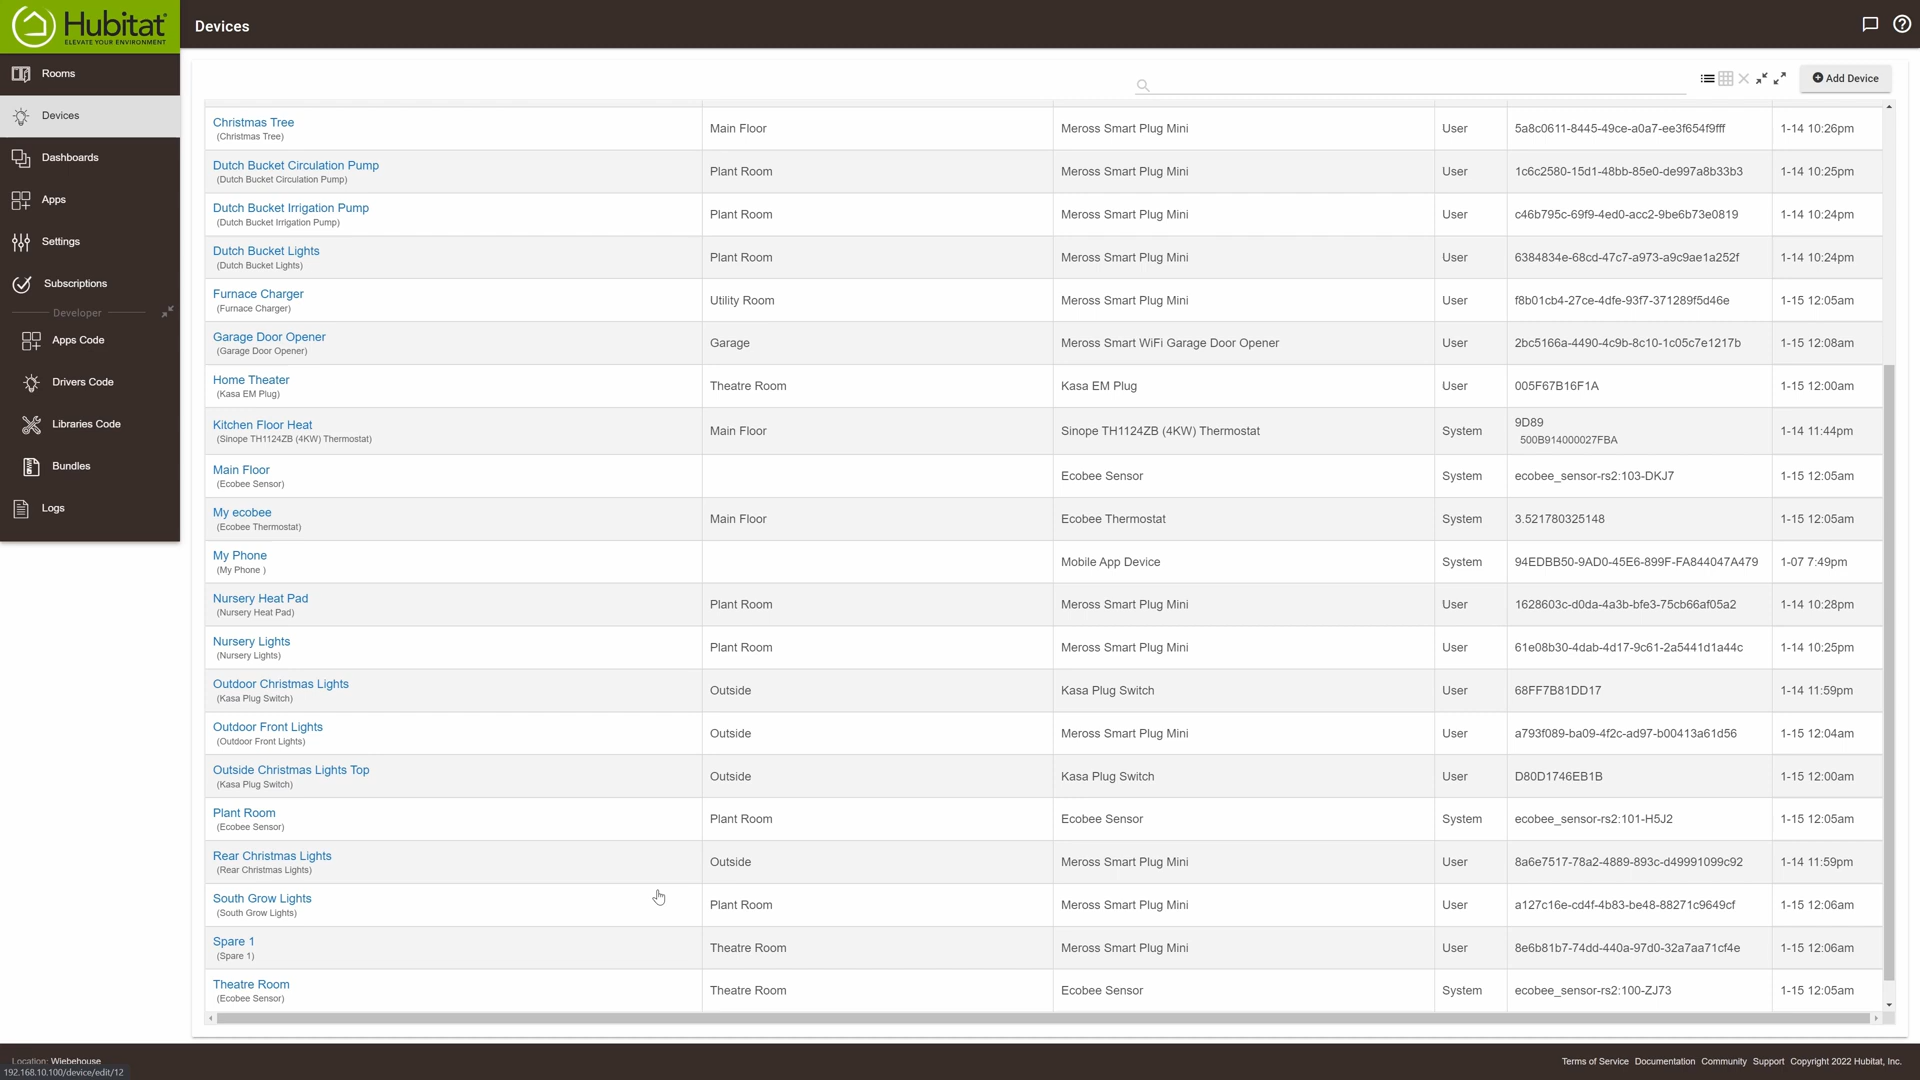 Hubitat
ELEVATE YOUR ENVIRONMENT
Devices
Rooms
Devices
Dashboards
Apps
Settings
Subscriptions
Developer
Apps Code
Drivers Code
Libraries Code
Bundles
Logs
Add Device
Christmas Tree Main Floor Meross Smart Plug Mini User 5a8c0611-8445-49ce-a0a7-ee3f654f9fff 1-14 10:26pm
(Christmas Tree)
Dutch Bucket Circulation Pump Plant Room Meross Smart Plug Mini User 1c6c2580-15d1-48bb-85e0-de997a8b33b3 1-14 10:25pm
(Dutch Bucket Circulation Pump)
Dutch Bucket Irrigation Pump Plant Room Meross Smart Plug Mini User c46b795c-69f9-4ed0-acc2-9be6b73e0819 1-14 10:24pm
(Dutch Bucket Irrigation Pump)
Dutch Bucket Lights Plant Room Meross Smart Plug Mini User 6384834e-68cd-47c7-a973-a9c9ae1a252f 1-14 10:24pm
(Dutch Bucket Lights)
Furnace Charger Utility Room Meross Smart Plug Mini User f8b01cb4-27ce-4dfe-93f7-371289f5d46e 1-15 12:05am
(Furnace Charger)
Garage Door Opener Garage Meross Smart WiFi Garage Door Opener User 2bc5166a-4490-4c9b-8c10-1c05c7e1217b 1-15 12:08am
(Garage Door Opener)
Home Theater Theatre Room Kasa EM Plug User 005F67B16F1A 1-15 12:00am
(Kasa EM Plug)
Kitchen Floor Heat Main Floor Sinope TH1124ZB (4KW) Thermostat System 9D89 1-14 11:44pm
(Sinope TH1124ZB (4KW) Thermostat) 500B914000027FBA
Main Floor Ecobee Sensor System ecobee_sensor-rs2:103-DKJ7 1-15 12:05am
(Ecobee Sensor)
My ecobee Main Floor Ecobee Thermostat System 3.521780325148 1-15 12:05am
(Ecobee Thermostat)
My Phone Mobile App Device System 94EDBB50-9AD0-45E6-899F-FA844047A479 1-07 7:49pm
(My Phone )
Nursery Heat Pad Plant Room Meross Smart Plug Mini User 1628603c-d0da-4a3b-bfe3-75cb66af05a2 1-14 10:28pm
(Nursery Heat Pad)
Nursery Lights Plant Room Meross Smart Plug Mini User 61e08b30-4dab-4d17-9c61-2a5441d1a44c 1-14 10:25pm
(Nursery Lights)
Outdoor Christmas Lights Outside Kasa Plug Switch User 68FF7B81DD17 1-14 11:59pm
(Kasa Plug Switch)
Outdoor Front Lights Outside Meross Smart Plug Mini User a793f089-ba09-4f2c-ad97-b00413a61d56 1-15 12:04am
(Outdoor Front Lights)
Outside Christmas Lights Top Outside Kasa Plug Switch User D80D1746EB1B 1-15 12:00am
(Kasa Plug Switch)
Plant Room Plant Room Ecobee Sensor System ecobee_sensor-rs2:101-H5J2 1-15 12:05am
(Ecobee Sensor)
Rear Christmas Lights Outside Meross Smart Plug Mini User 8a6e7517-78a2-4889-893c-d49991099c92 1-14 11:59pm
(Rear Christmas Lights)
South Grow Lights Plant Room Meross Smart Plug Mini User a127c16e-cd4f-4b83-be48-88271c9649cf 1-15 12:06am
(South Grow Lights)
Spare 1 Theatre Room Meross Smart Plug Mini User 8e6b81b7-74dd-440a-97d0-32a7aa71cf4e 1-15 12:06am
(Spare 1)
Theatre Room Theatre Room Ecobee Sensor System ecobee_sensor-rs2:100-ZJ73 1-15 12:05am
(Ecobee Sensor)
Location: Wiebehouse
192.168.10.100/device/edit/12
Terms of Service Documentation Community Support Copyright 2022 Hubitat, Inc.